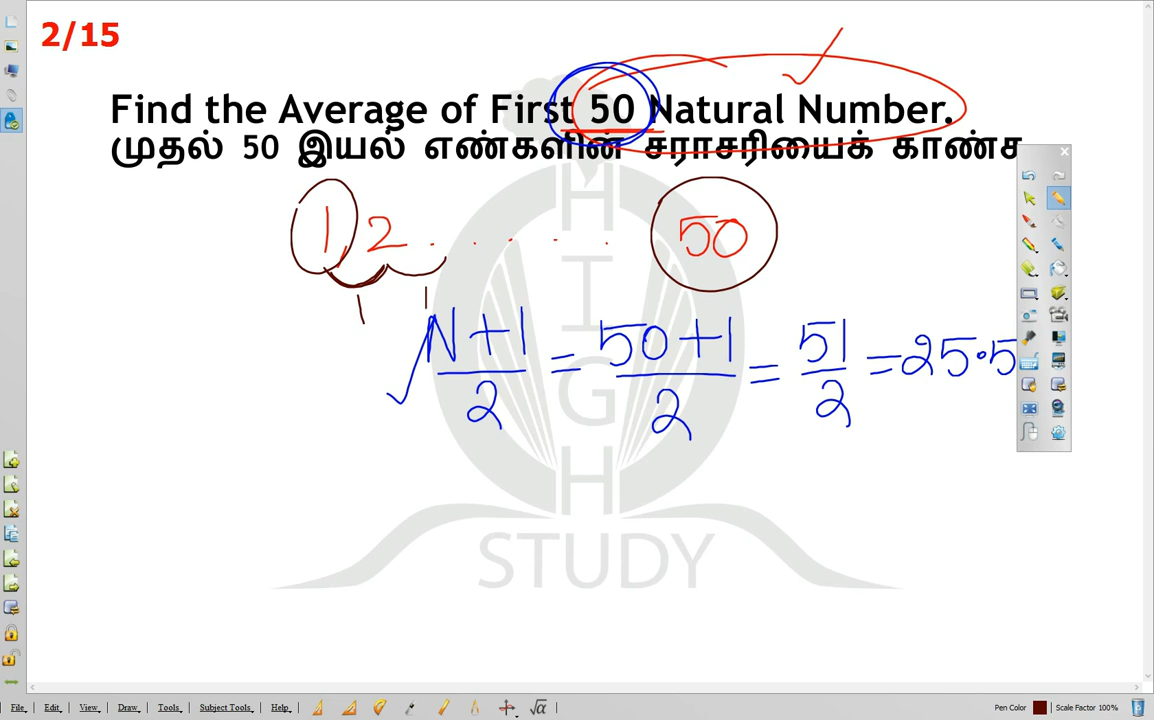 2/15
Find the Average of First 50 Natural Number.
முதல் 50 இயல் எண்களின் சராசரியைக் காண்க
1, 2 . . . . . 50
1 1
N+1/2 = 50+1/2 = 51/2 = 25.5
HIGH
STUDY
File Edit View Draw Tools Subject Tools Help Pen Color Scale Factor 100%